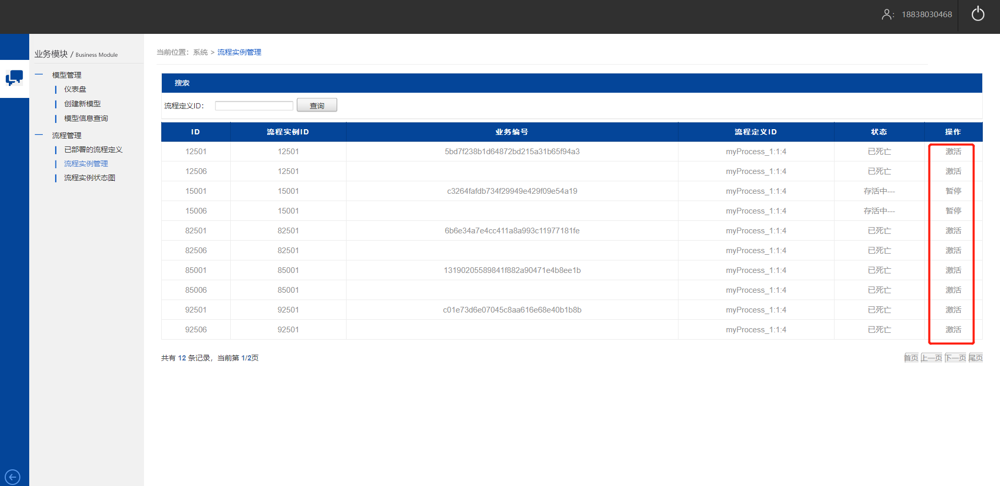 : 18838030468
业务模块 / Business Module
模型管理
仪表盘
创建新模型
模型信息查询
流程管理
已部署的流程定义
流程实例管理
流程实例状态图
当前位置：系统 > 流程实例管理
搜索
流程定义ID： 查询
ID 流程实例ID 业务编号 流程定义ID 状态 操作
12501 12501 5bd7f238b1d64872bd215a31b65f94a3 myProcess_1:1:4 已死亡 激活
12506 12501 myProcess_1:1:4 已死亡 激活
15001 15001 c3264fafdb734f29949e429f09e54a19 myProcess_1:1:4 存活中--- 暂停
15006 15001 myProcess_1:1:4 存活中--- 暂停
82501 82501 6b6e34a7e4cc411a8a993c11977181fe myProcess_1:1:4 已死亡 激活
82506 82501 myProcess_1:1:4 已死亡 激活
85001 85001 13190205589841f882a90471e4b8ee1b myProcess_1:1:4 已死亡 激活
85006 85001 myProcess_1:1:4 已死亡 激活
92501 92501 c01e73d6e07045c8aa616e68e40b1b8b myProcess_1:1:4 已死亡 激活
92506 92501 myProcess_1:1:4 已死亡 激活
共有 12 条记录，当前第 1/2页 首页 上一页 下一页 尾页